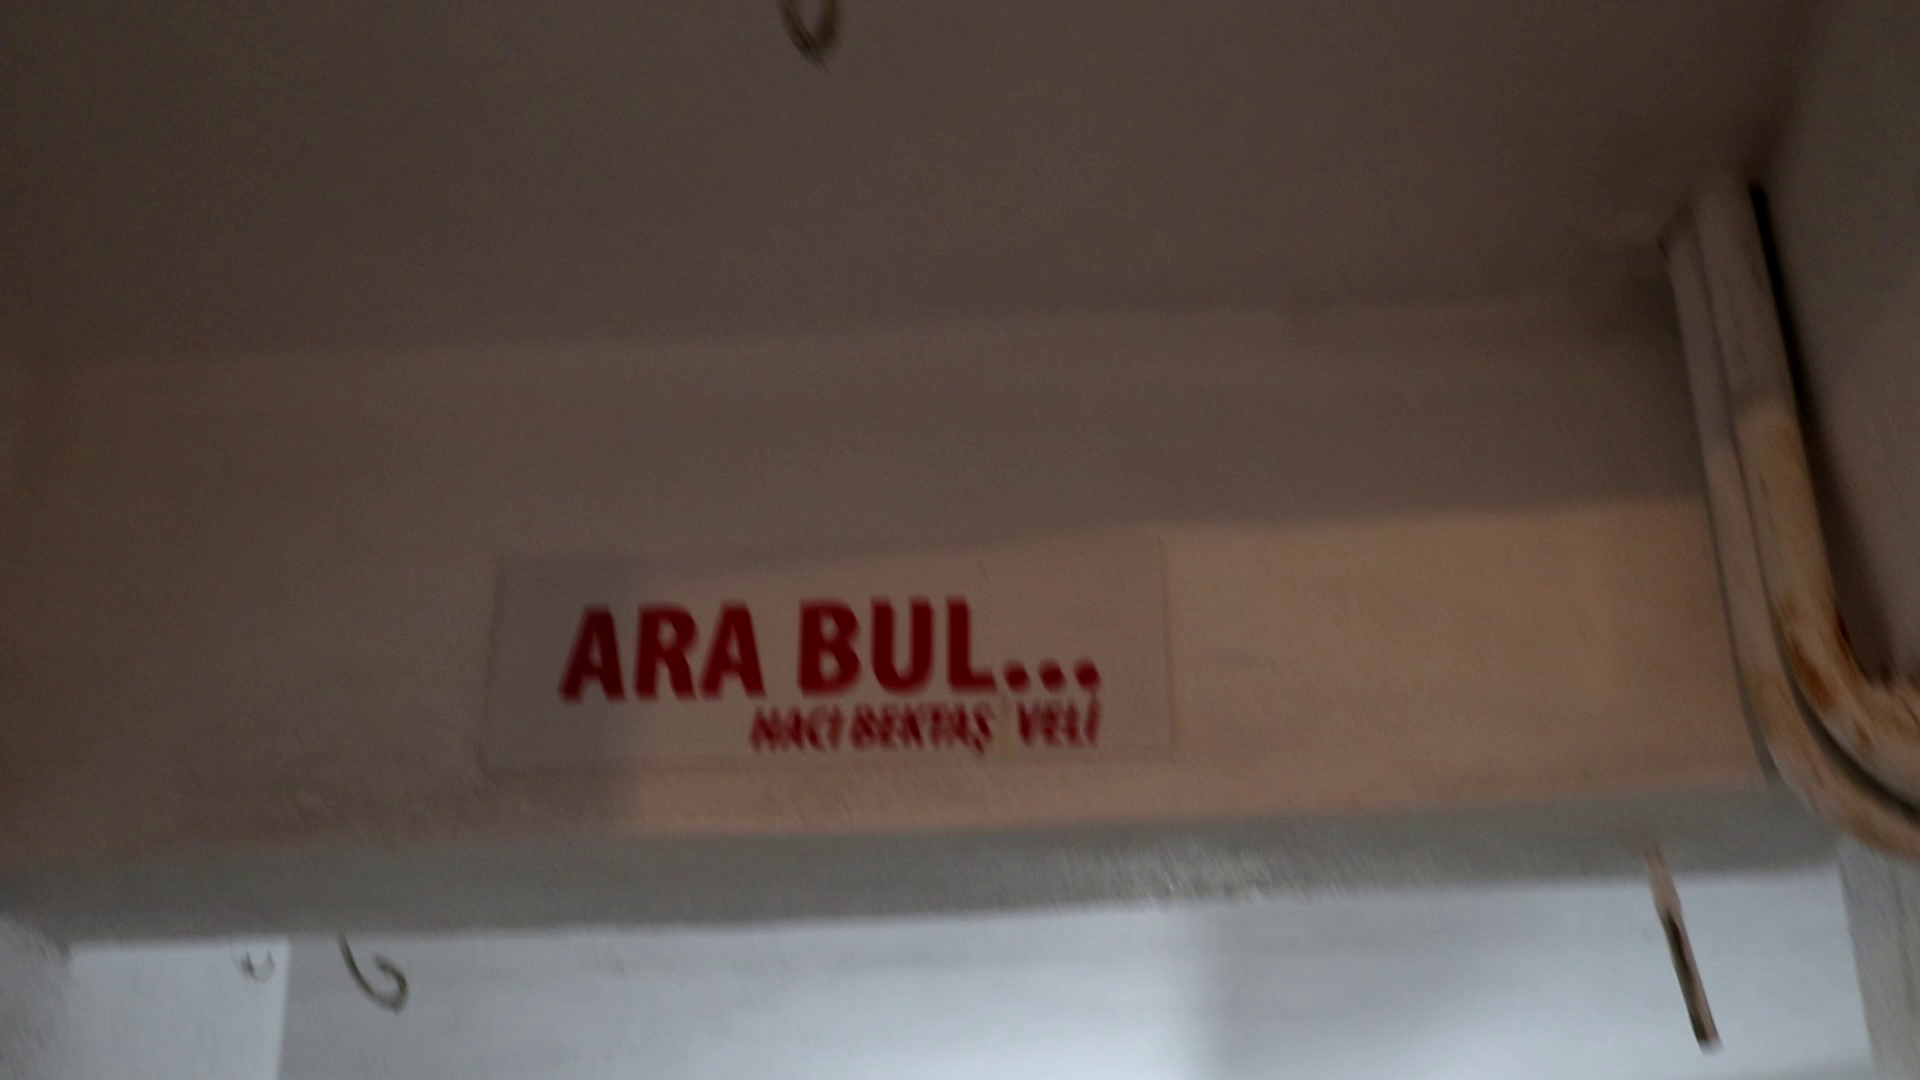 ARA BUL...
HACI BEKTAŞ VELİ